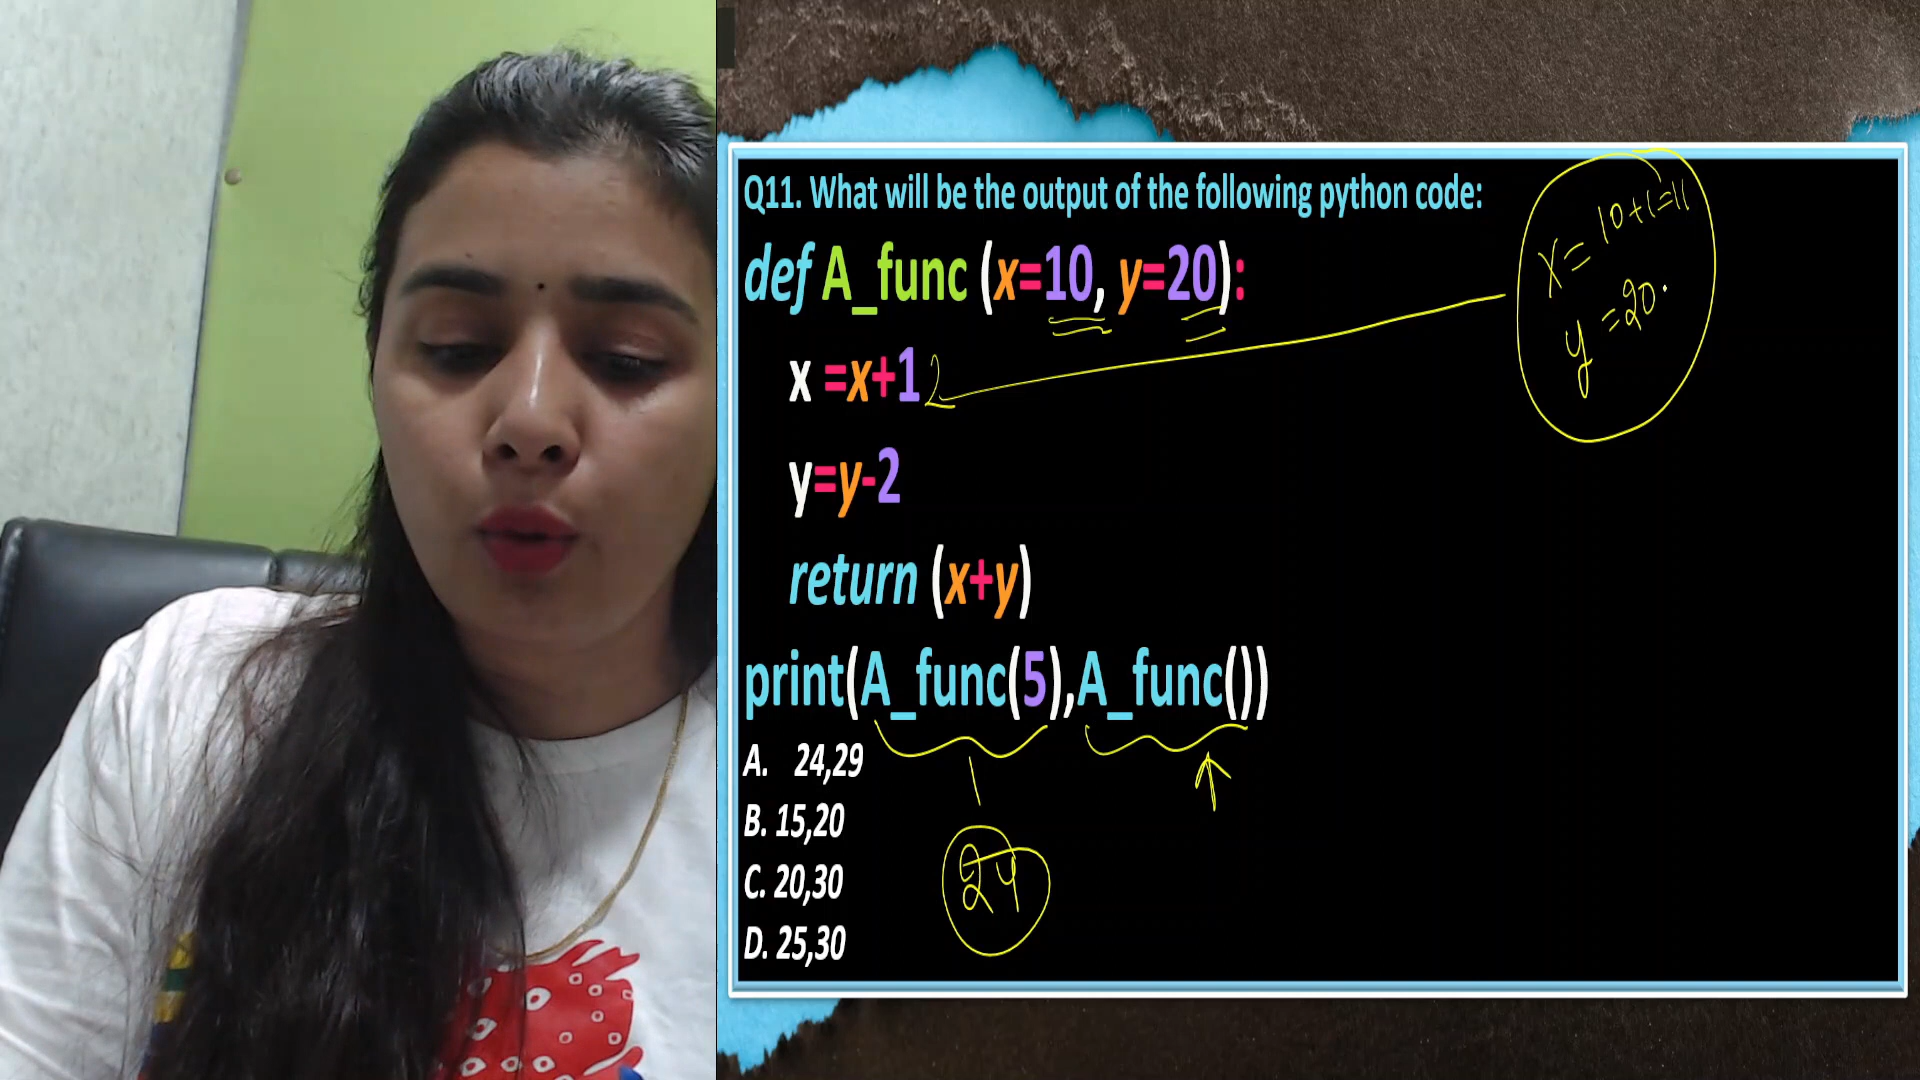 Q11. What will be the output of the following python code:
def A_func (x=10, y=20):
x =x+1
y=y-2
return (x+y)
print(A_func(5),A_func())
A. 24,29
B. 15,20
C. 20,30
D. 25,30
x = 10+1=11
y =20.
24